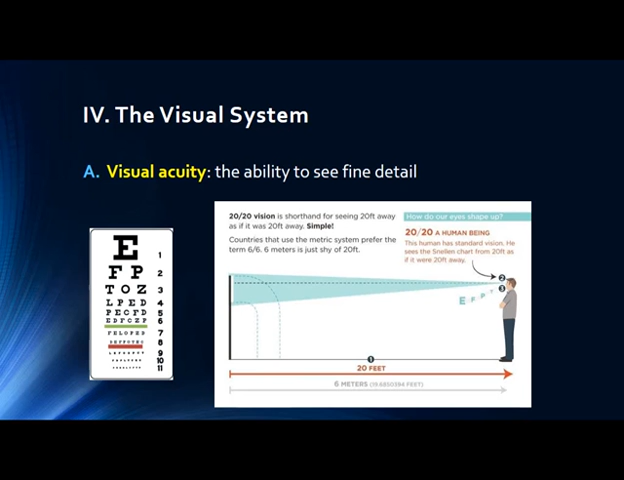 IV. The Visual System
A. Visual acuity: the ability to see fine detail
E 1
F P 2
T O Z 3
L P E D 4
P E C F D 5
E D F C Z P 6
F E L O P Z D 7
8
9
10
11
20/20 vision is shorthand for seeing 20ft away
as if it was 20ft away. Simple!
Countries that use the metric system prefer the
term 6/6. 6 meters is just shy of 20ft.
How do our eyes shape up?
20/20 A HUMAN BEING
This human has standard vision. He
sees the Snellen chart from 20ft as
if it were 20ft away.
2
3
E F P T
1
20 FEET
6 METERS (19.6850394 FEET)